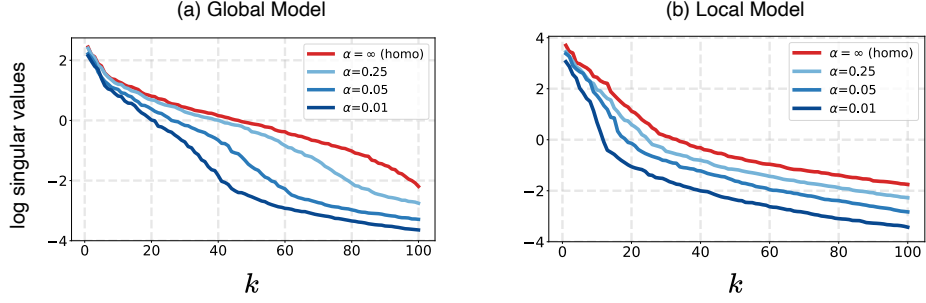 (a) Global Model
(b) Local Model
log singular values
2
0
−2
−4
0
20
40
60
80
100
k
α = ∞ (homo)
α=0.25
α=0.05
α=0.01
4
2
0
−2
−4
0
20
40
60
80
100
k
α = ∞ (homo)
α=0.25
α=0.05
α=0.01